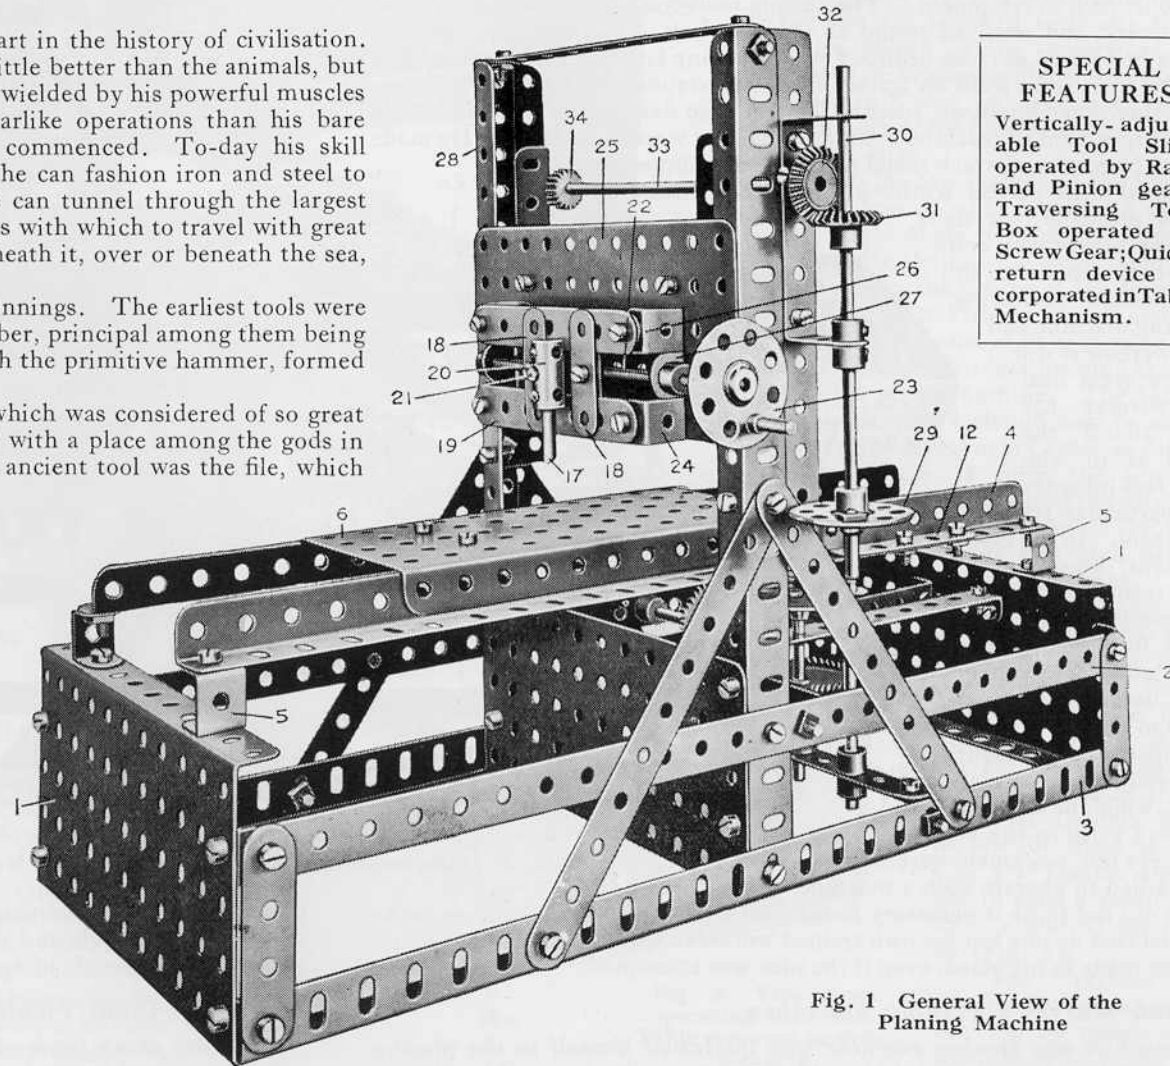 art in the history of civilisation.
ittle better than the animals, but
wielded by his powerful muscles
arlike operations than his bare
commenced. To-day his skill
he can fashion iron and steel to
can tunnel through the largest
s with which to travel with great
neath it, over or beneath the sea,
nnings. The earliest tools were
ber, principal among them being
h the primitive hammer, formed
which was considered of so great
with a place among the gods in
ancient tool was the file, which
SPECIAL
FEATURES
Vertically-adju
able Tool Sli
operated by Ra
and Pinion gea
Traversing To
Box operated
Screw Gear; Quic
return device
corporated in Tal
Mechanism.
32
34
25
33
30
28
22
31
26
27
18
20
21
23
29
12
4
19
17
18
24
6
5
1
2
5
1
3
Fig. 1 General View of the
Planing Machine